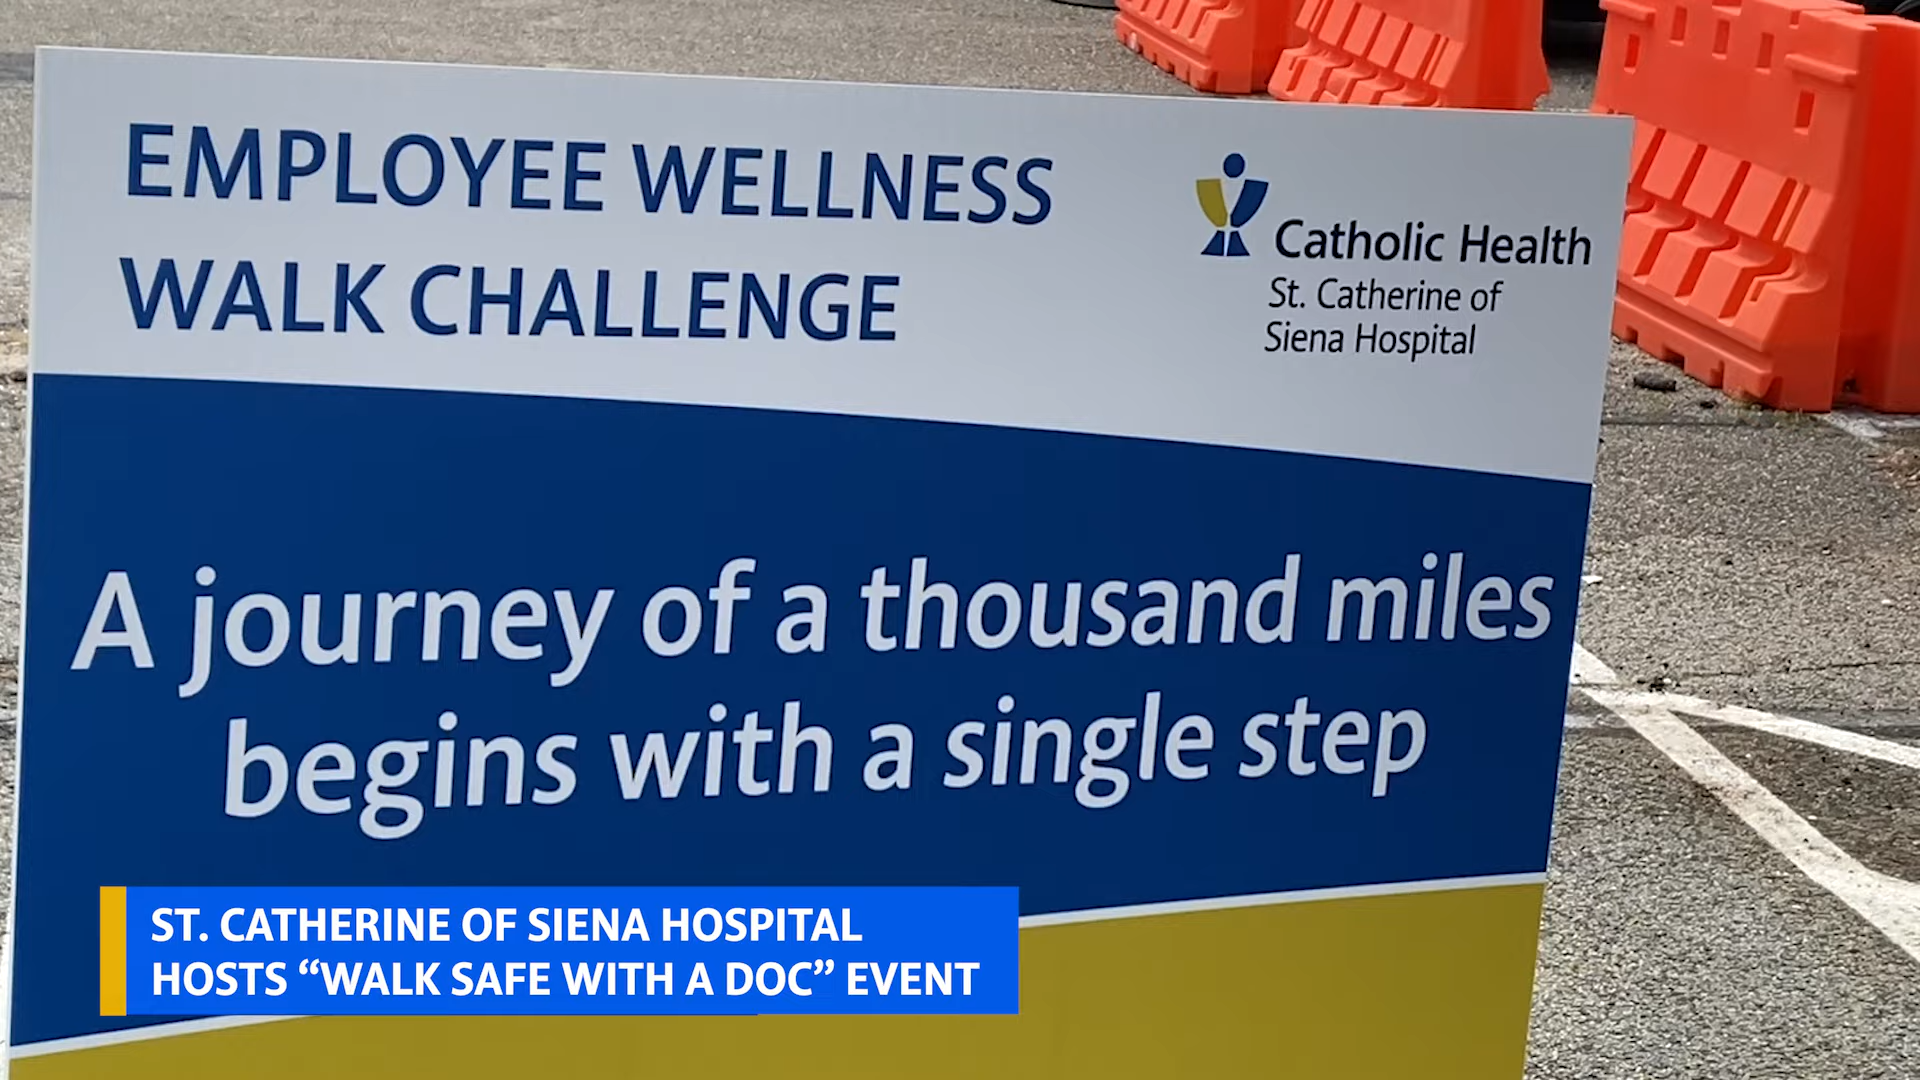 EMPLOYEE WELLNESS
WALK CHALLENGE
Catholic Health
St. Catherine of
Siena Hospital
A journey of a thousand miles
begins with a single step
ST. CATHERINE OF SIENA HOSPITAL
HOSTS “WALK SAFE WITH A DOC” EVENT